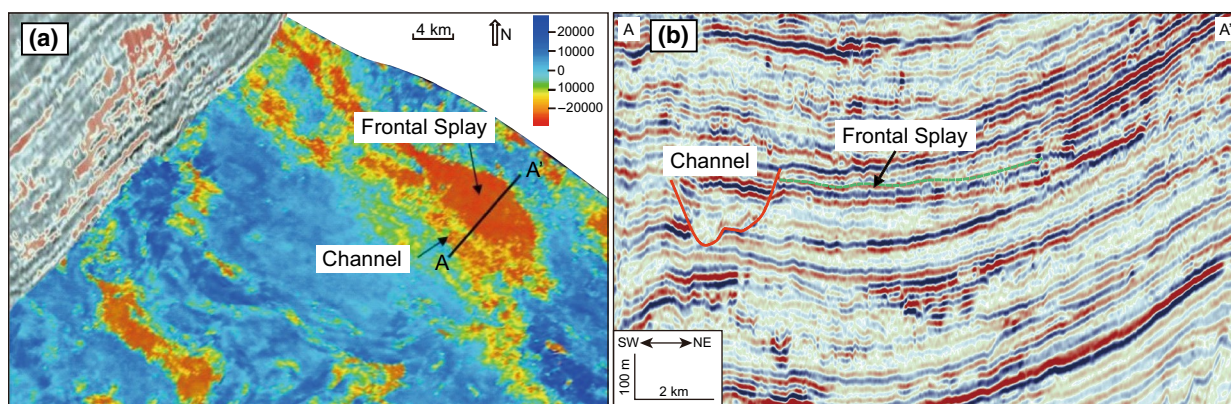 (a)
4 km
N
20000
10000
0
−10000
−20000
Frontal Splay
A'
Channel
A
A
(b)
A'
Channel
Frontal Splay
SW NE
100 m
2 km